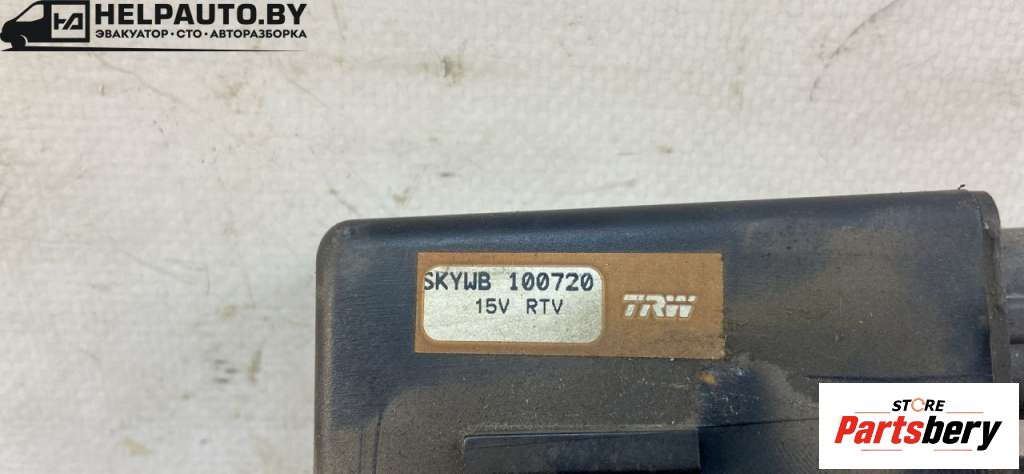 HELPAUTO.BY
ЭВАКУАТОР·СТО·АВТОРАЗБОРКА
SKYWB 100720
15V RTV
TRW
STORE
Partsbery